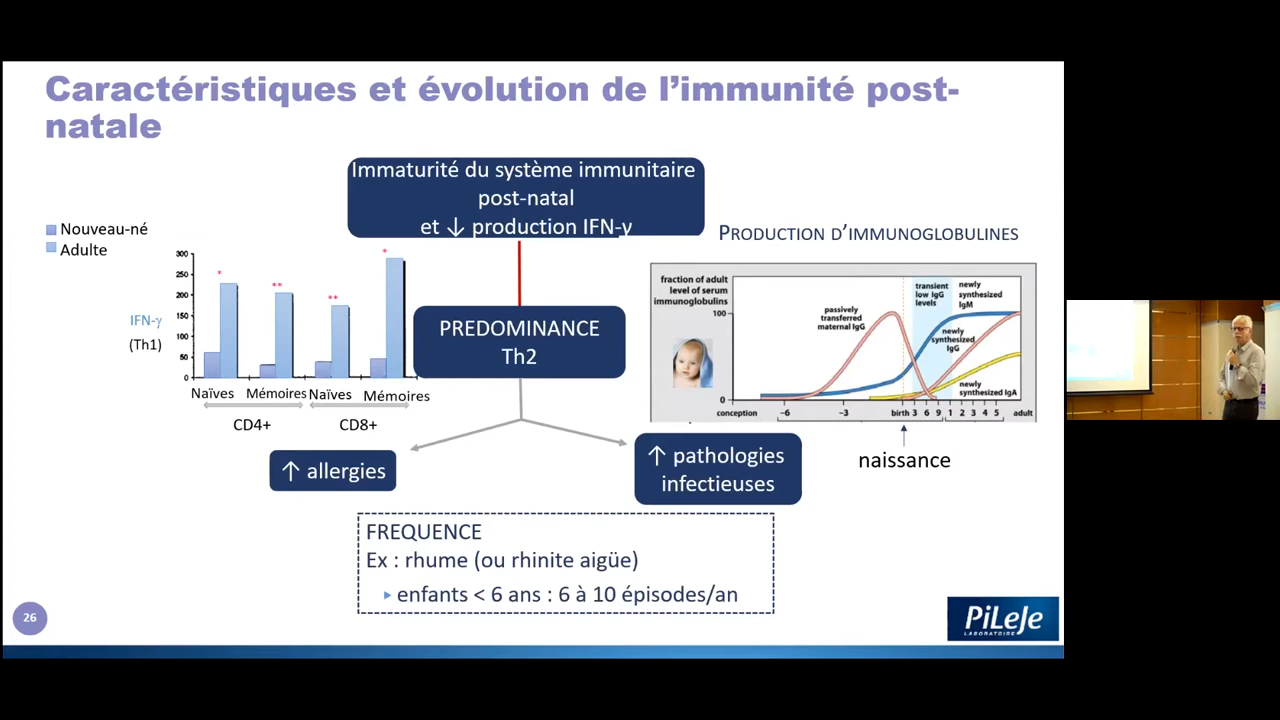 Caractéristiques et évolution de l’immunité post-
natale
Immaturité du système immunitaire
post-natal
et ↓ production IFN-γ
Nouveau-né
Adulte
300
250
200
150
100
50
0
IFN-γ
(Th1)
*
**
**
*
Naïves
Mémoires
Naïves
Mémoires
CD4+
CD8+
PREDOMINANCE
Th2
PRODUCTION D’IMMUNOGLOBULINES
fraction of adult
level of serum
immunoglobulins
100
0
passively
transferred
maternal IgG
transient
low IgG
levels
newly
synthesized
IgM
newly
synthesized
IgG
newly
synthesized IgA
conception −6 −3 birth 3 6 9 1 2 3 4 5 adult
naissance
↑ allergies
↑ pathologies
infectieuses
FREQUENCE
Ex : rhume (ou rhinite aigüe)
enfants < 6 ans : 6 à 10 épisodes/an
26
PiLeJe
LABORATOIRE